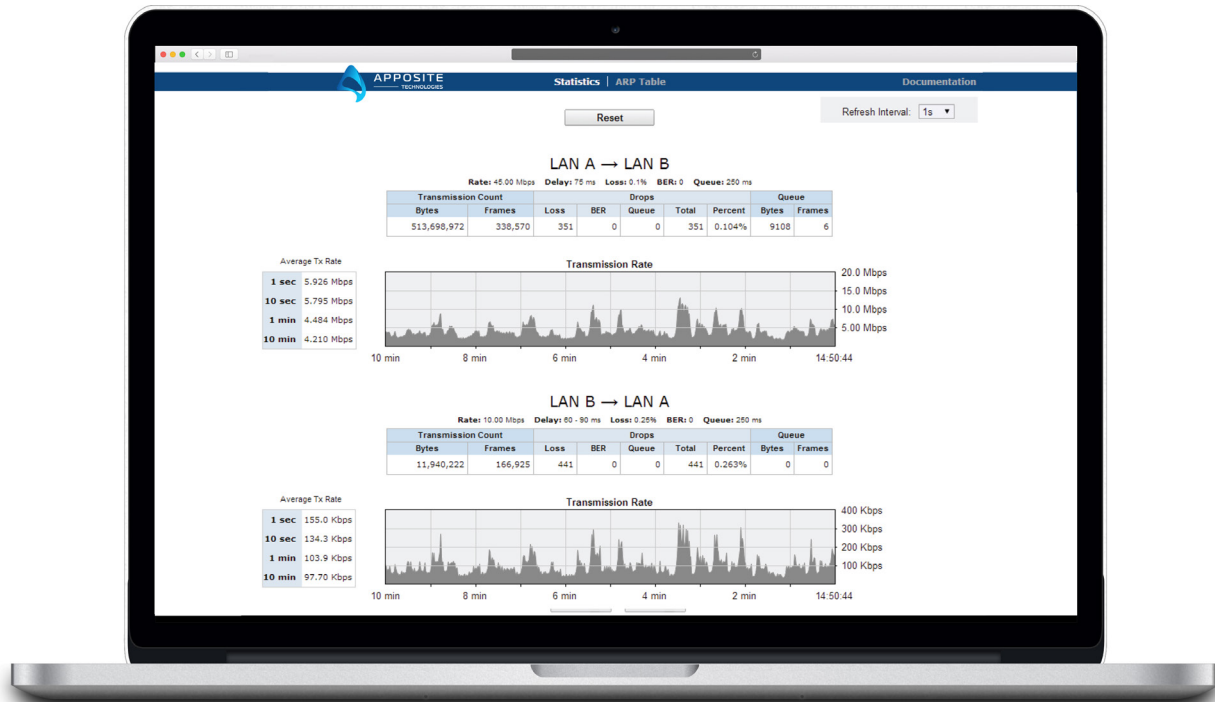 APPOSITE
TECHNOLOGIES
Statistics | ARP Table
Documentation
Reset
Refresh Interval: 1s
LAN A → LAN B
Rate: 45.00 Mbps Delay: 75 ms Loss: 0.1% BER: 0 Queue: 250 ms
Transmission Count Drops Queue
Bytes Frames Loss BER Queue Total Percent Bytes Frames
513,698,972 338,570 351 0 0 351 0.104% 9108 6
Average Tx Rate
1 sec 5.926 Mbps
10 sec 5.795 Mbps
1 min 4.484 Mbps
10 min 4.210 Mbps
Transmission Rate
20.0 Mbps
15.0 Mbps
10.0 Mbps
5.00 Mbps
10 min 8 min 6 min 4 min 2 min 14:50:44
LAN B → LAN A
Rate: 10.00 Mbps Delay: 60 - 90 ms Loss: 0.25% BER: 0 Queue: 250 ms
Transmission Count Drops Queue
Bytes Frames Loss BER Queue Total Percent Bytes Frames
11,940,222 166,925 441 0 0 441 0.263% 0 0
Average Tx Rate
1 sec 155.0 Kbps
10 sec 134.3 Kbps
1 min 103.9 Kbps
10 min 97.70 Kbps
Transmission Rate
400 Kbps
300 Kbps
200 Kbps
100 Kbps
10 min 8 min 6 min 4 min 2 min 14:50:44